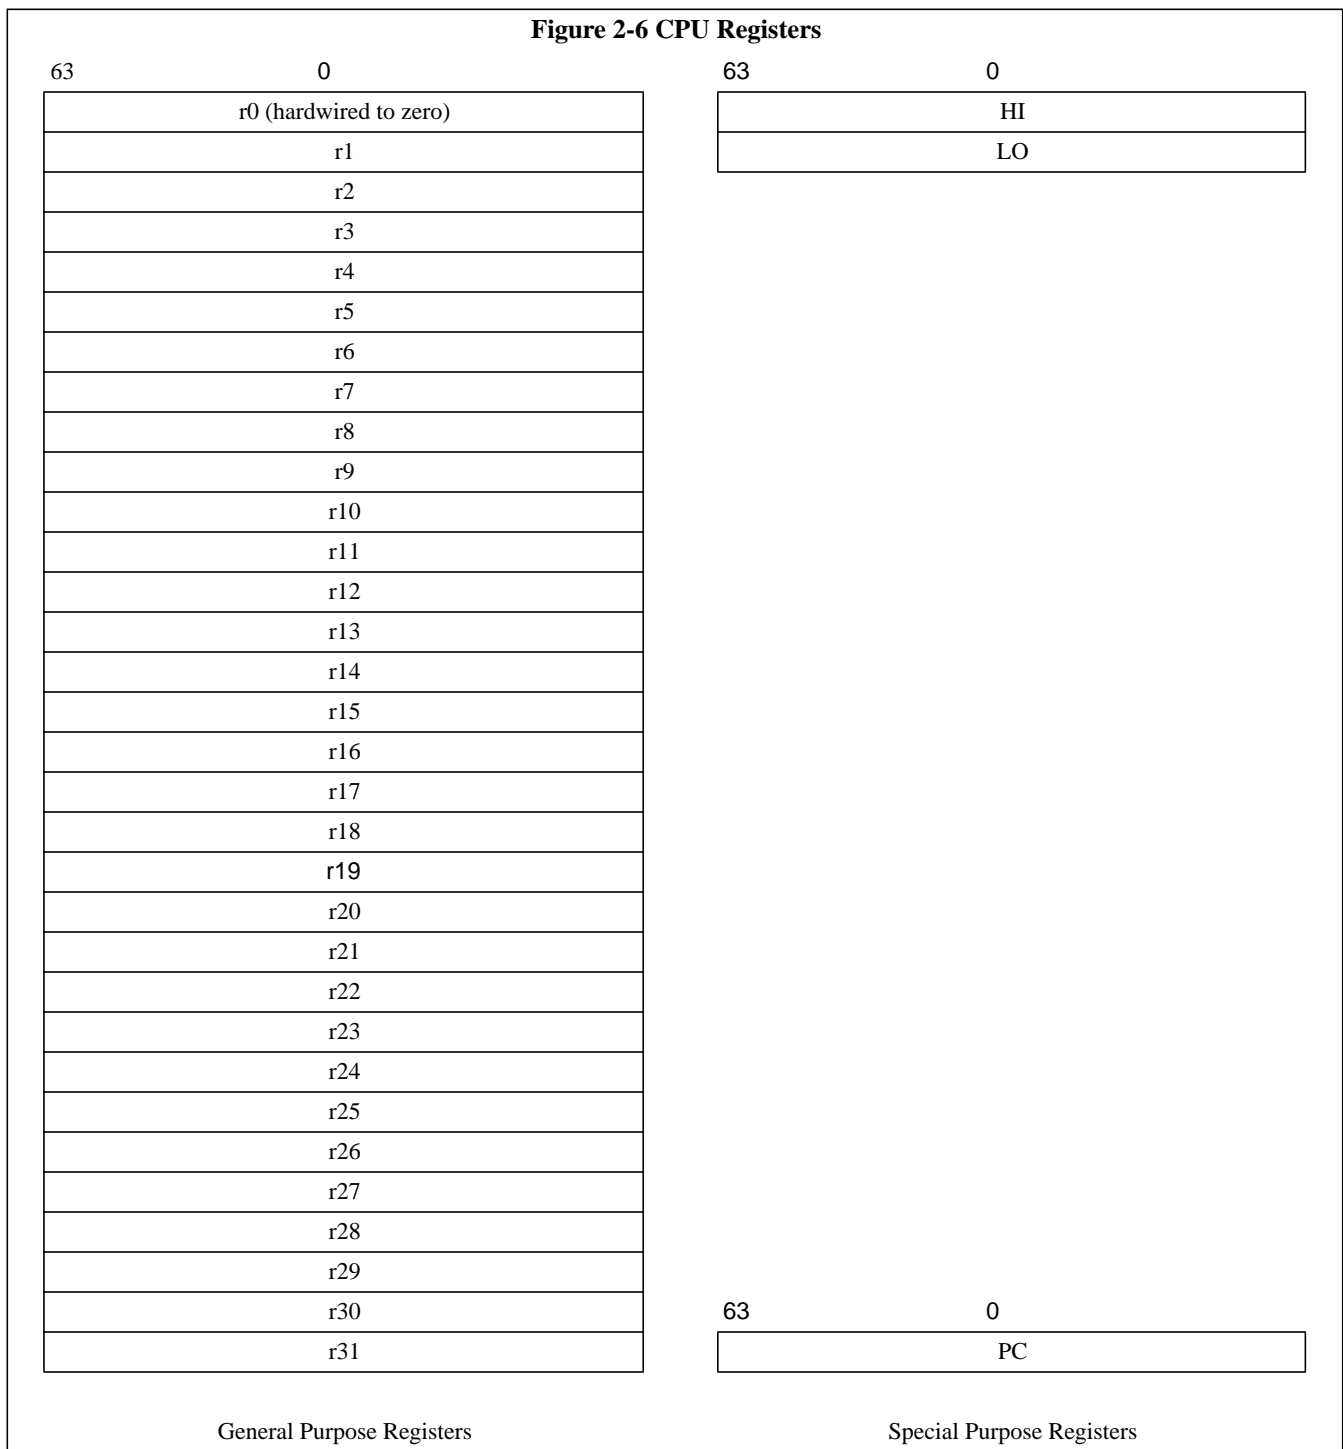 Figure 2-6 CPU Registers
63 0 63 0
r0 (hardwired to zero) HI
r1 LO
r2
r3
r4
r5
r6
r7
r8
r9
r10
r11
r12
r13
r14
r15
r16
r17
r18
r19
r20
r21
r22
r23
r24
r25
r26
r27
r28
r29
r30 63 0
r31 PC
General Purpose Registers Special Purpose Registers